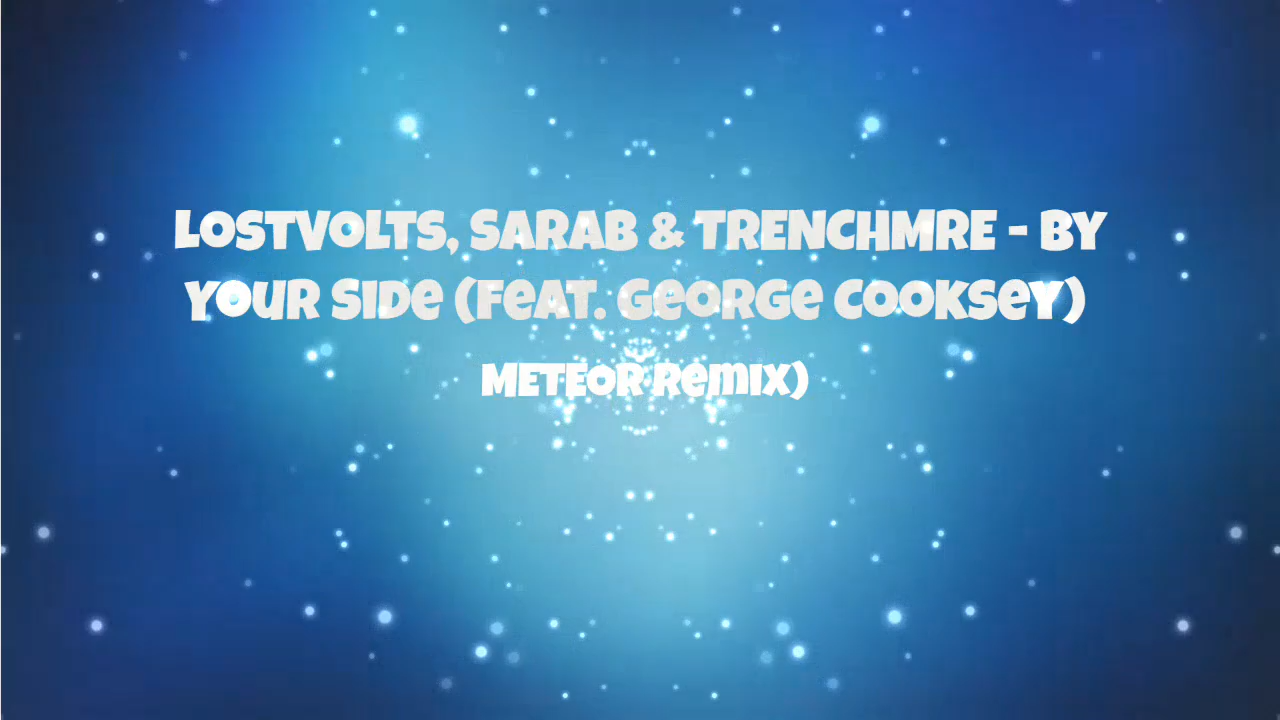 LOSTVOLTS, SARAB & TRENCHMRE - BY
YOUR SIDE (FEAT. GEORGE COOKSEY)
METEOR REMIX)